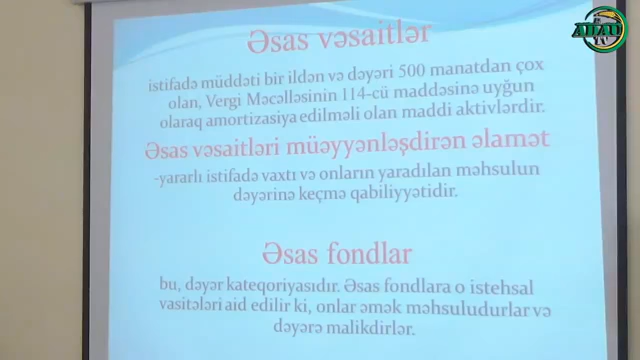 ADAU TV
Əsas vəsaitlər
istifadə müddəti bir ildən və dəyəri 500 manatdan çox
olan, Vergi Məcəlləsinin 114-cü maddəsinə uyğun
olaraq amortizasiya edilməli olan maddi aktivlərdir.
Əsas vəsaitləri müəyyənləşdirən əlamət
-yararlı istifadə vaxtı və onların yaradılan məhsulun
dəyərinə keçmə qabiliyyətidir.
Əsas fondlar
bu, dəyər kateqoriyasıdır. Əsas fondlara o istehsal
vasitələri aid edilir ki, onlar əmək məhsuludurlar və
dəyərə malikdirlər.